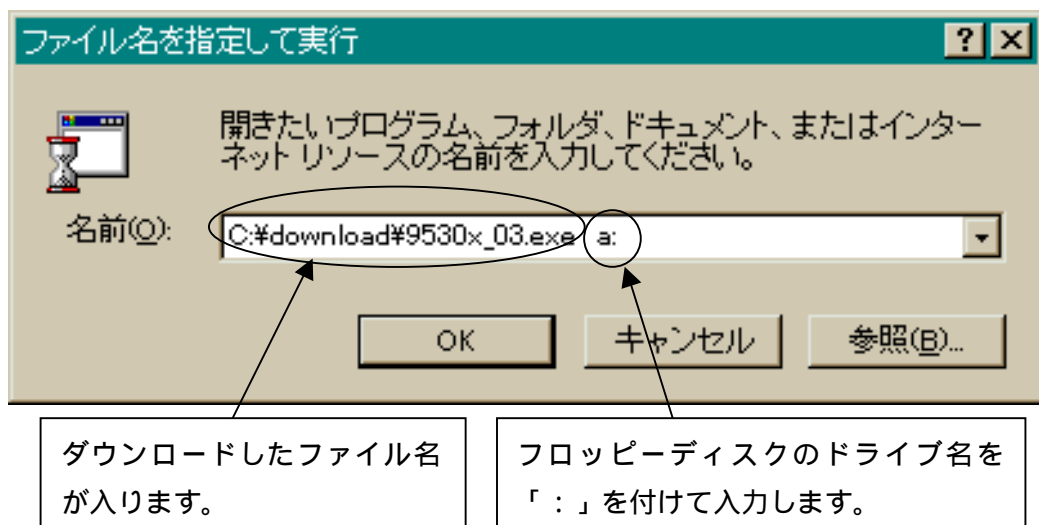 ファイル名を指定して実行
開きたいプログラム、フォルダ、ドキュメント、またはインター
ネット リソースの名前を入力してください。
名前(O):
C:¥download¥9530x_03.exe a:
OK
キャンセル
参照(B)...
ダウンロードしたファイル名
が入ります。
フロッピーディスクのドライブ名を
「：」を付けて入力します。